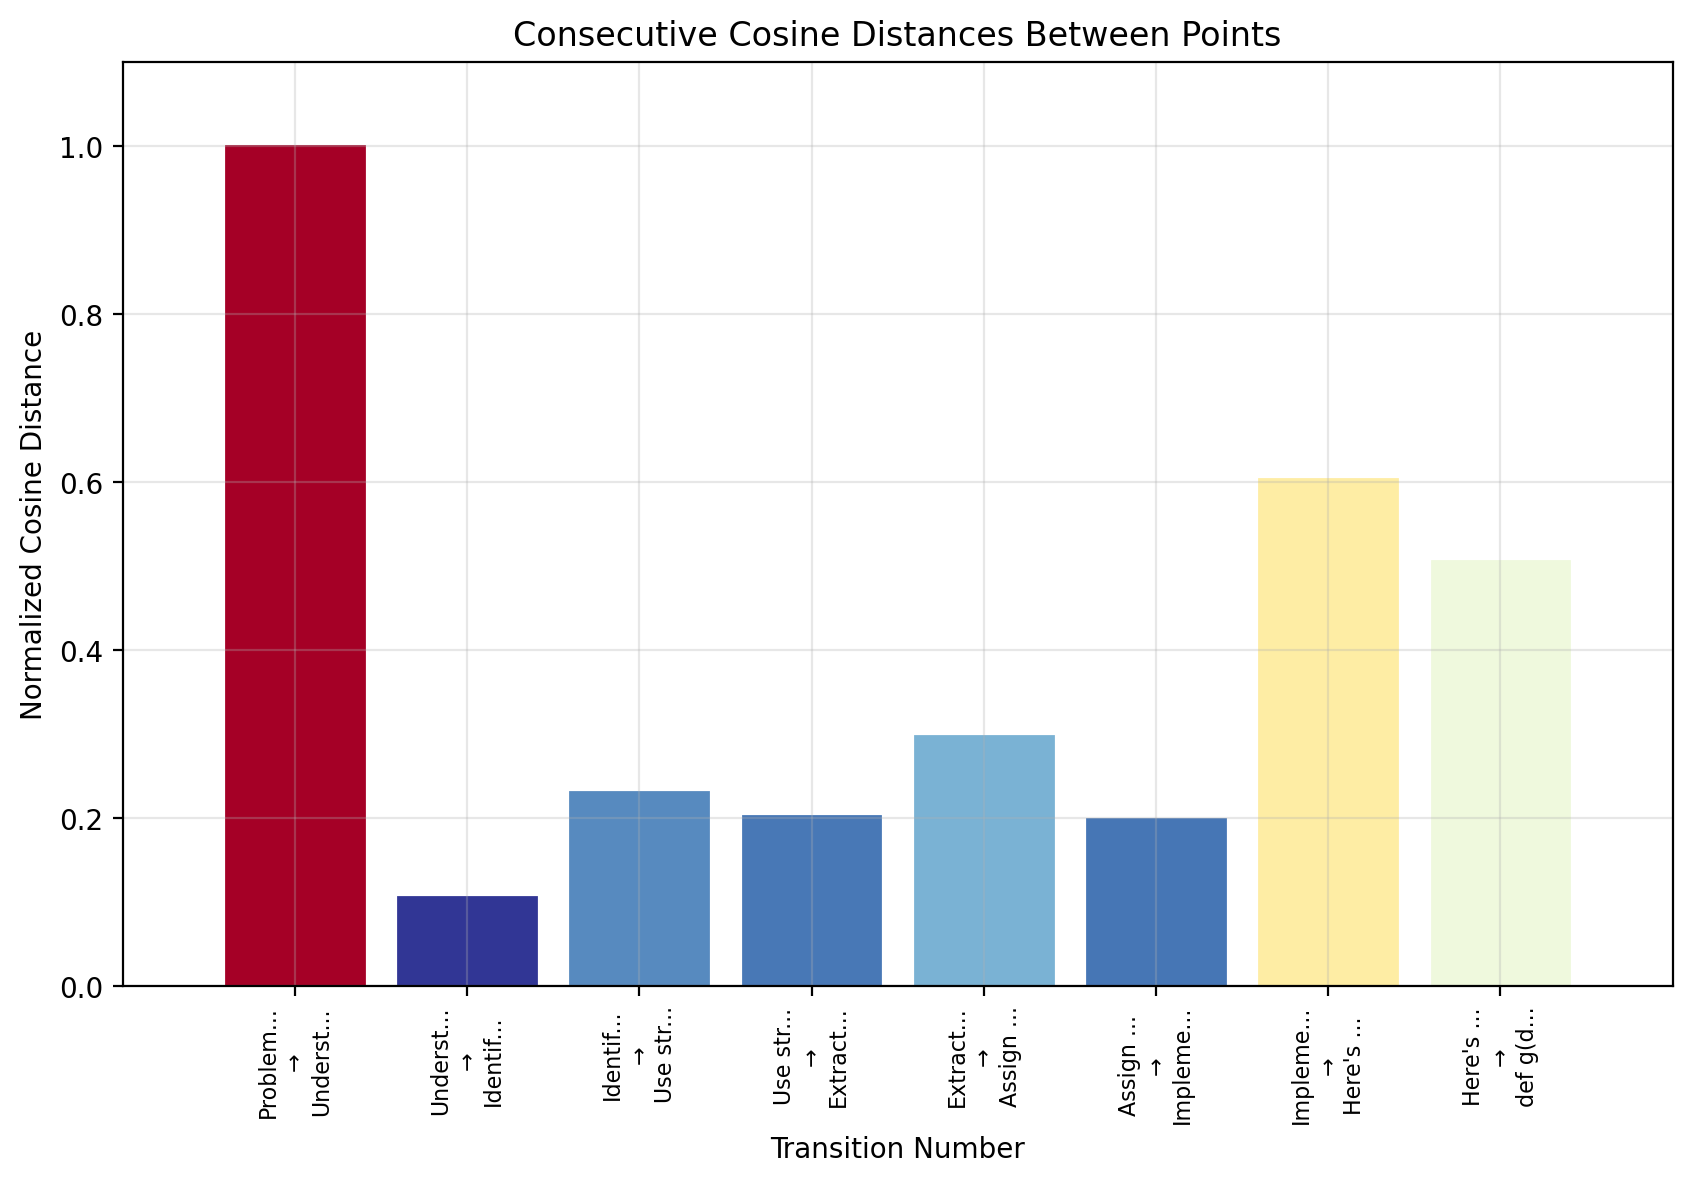 Consecutive Cosine Distances Between Points
Normalized Cosine Distance
1.0
0.8
0.6
0.4
0.2
0.0
Problem...
→
Underst...
Underst...
→
Identif...
Identif...
→
Use str...
Use str...
→
Extract...
Extract...
→
Assign ...
Assign ...
→
Impleme...
Impleme...
→
Here's ...
Here's ...
→
def g(d...
Transition Number